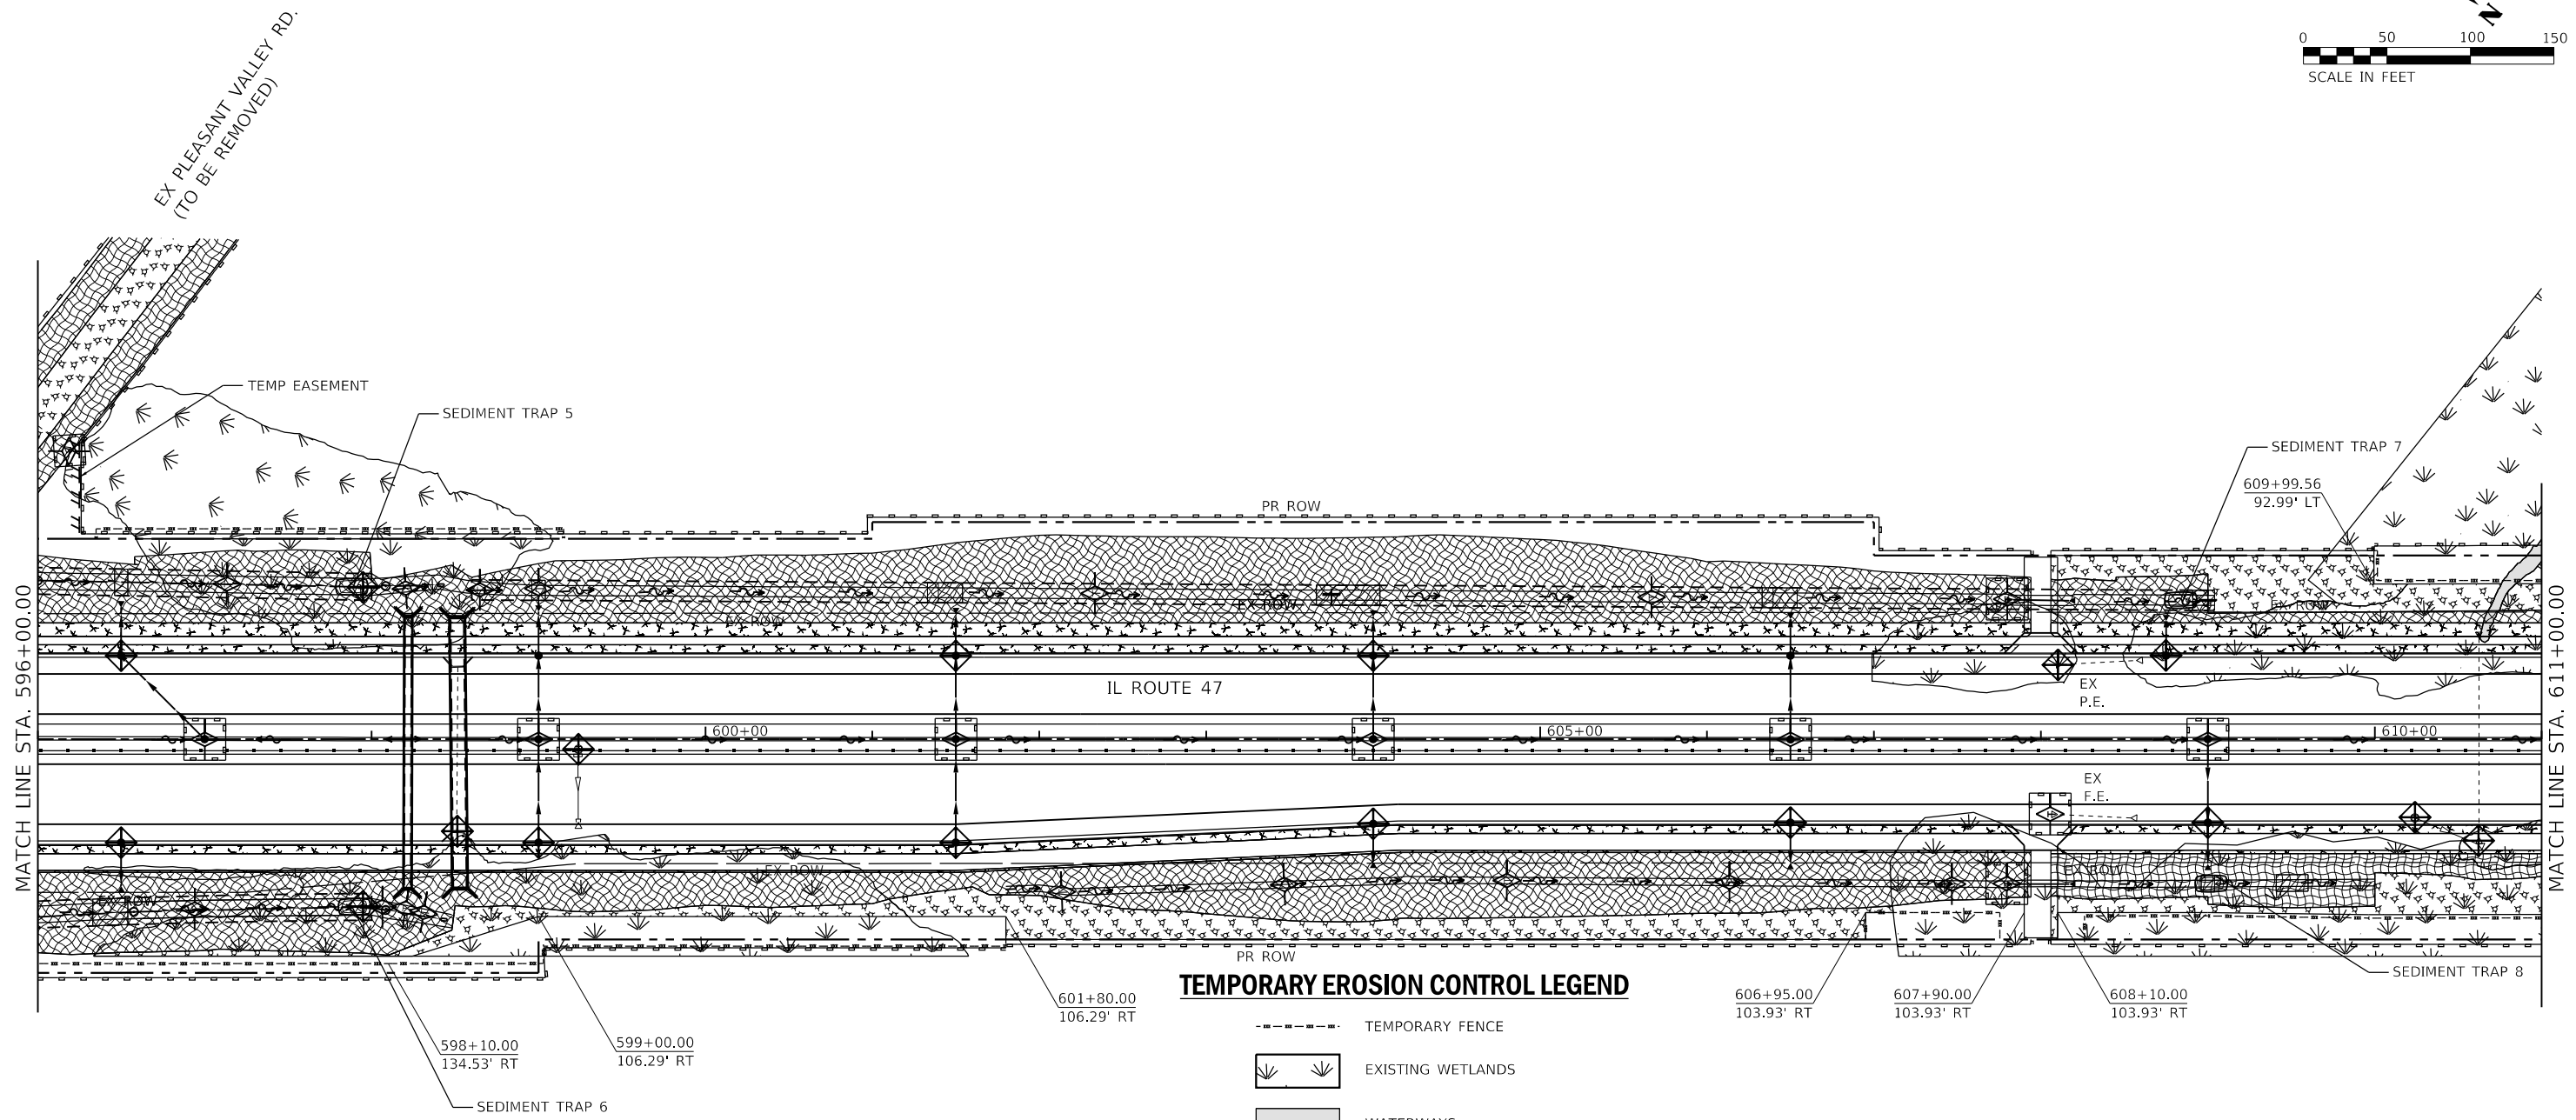 EX PLEASANT VALLEY RD.
(TO BE REMOVED)
N
0 50 100 150
SCALE IN FEET
TEMP EASEMENT
SEDIMENT TRAP 5
SEDIMENT TRAP 7
609+99.56
92.99' LT
PR ROW
MATCH LINE STA. 596+00.00
MATCH LINE STA. 611+00.00
EX ROW
EX ROW
ROW
IL ROUTE 47
EX
P.E.
600+00
605+00
610+00
EX
F.E.
EX ROW
EX ROW
EX ROW
PR ROW
SEDIMENT TRAP 8
TEMPORARY EROSION CONTROL LEGEND
601+80.00
106.29' RT
606+95.00
103.93' RT
607+90.00
103.93' RT
608+10.00
103.93' RT
TEMPORARY FENCE
598+10.00
134.53' RT
599+00.00
106.29' RT
EXISTING WETLANDS
SEDIMENT TRAP 6